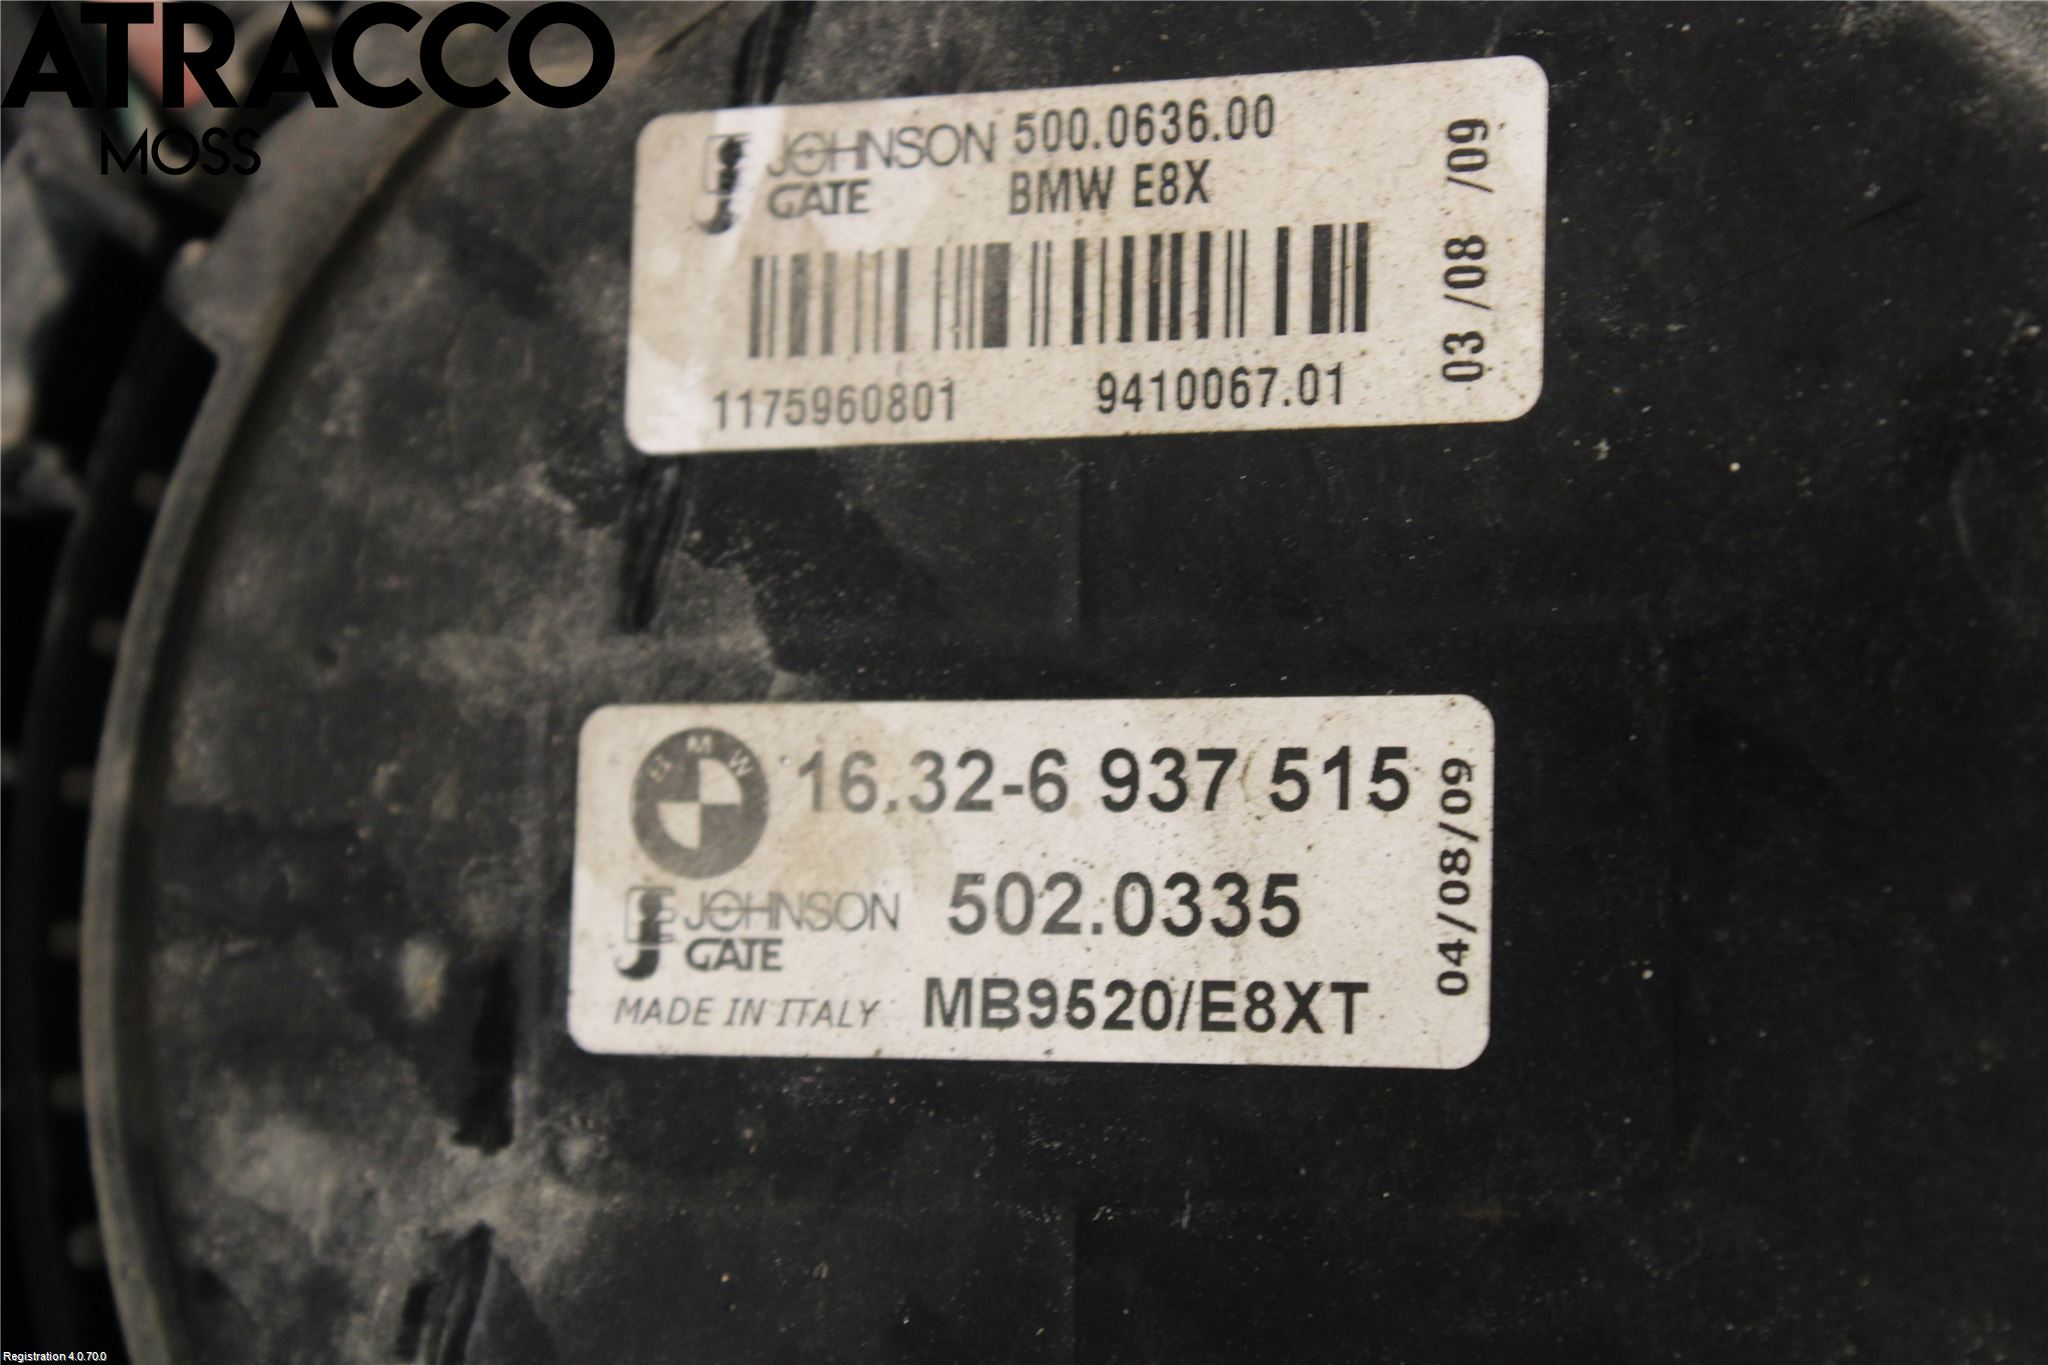 ATRACCO
MOSS
JOHNSON 500.0636.00
GATE BMW E8X
1175960801 9410067.01
03 /08 /09
BMW
16.32-6 937 515
JOHNSON 502.0335
GATE
MADE IN ITALY MB9520/E8XT
04/08/09
Registration 4.0.70.0